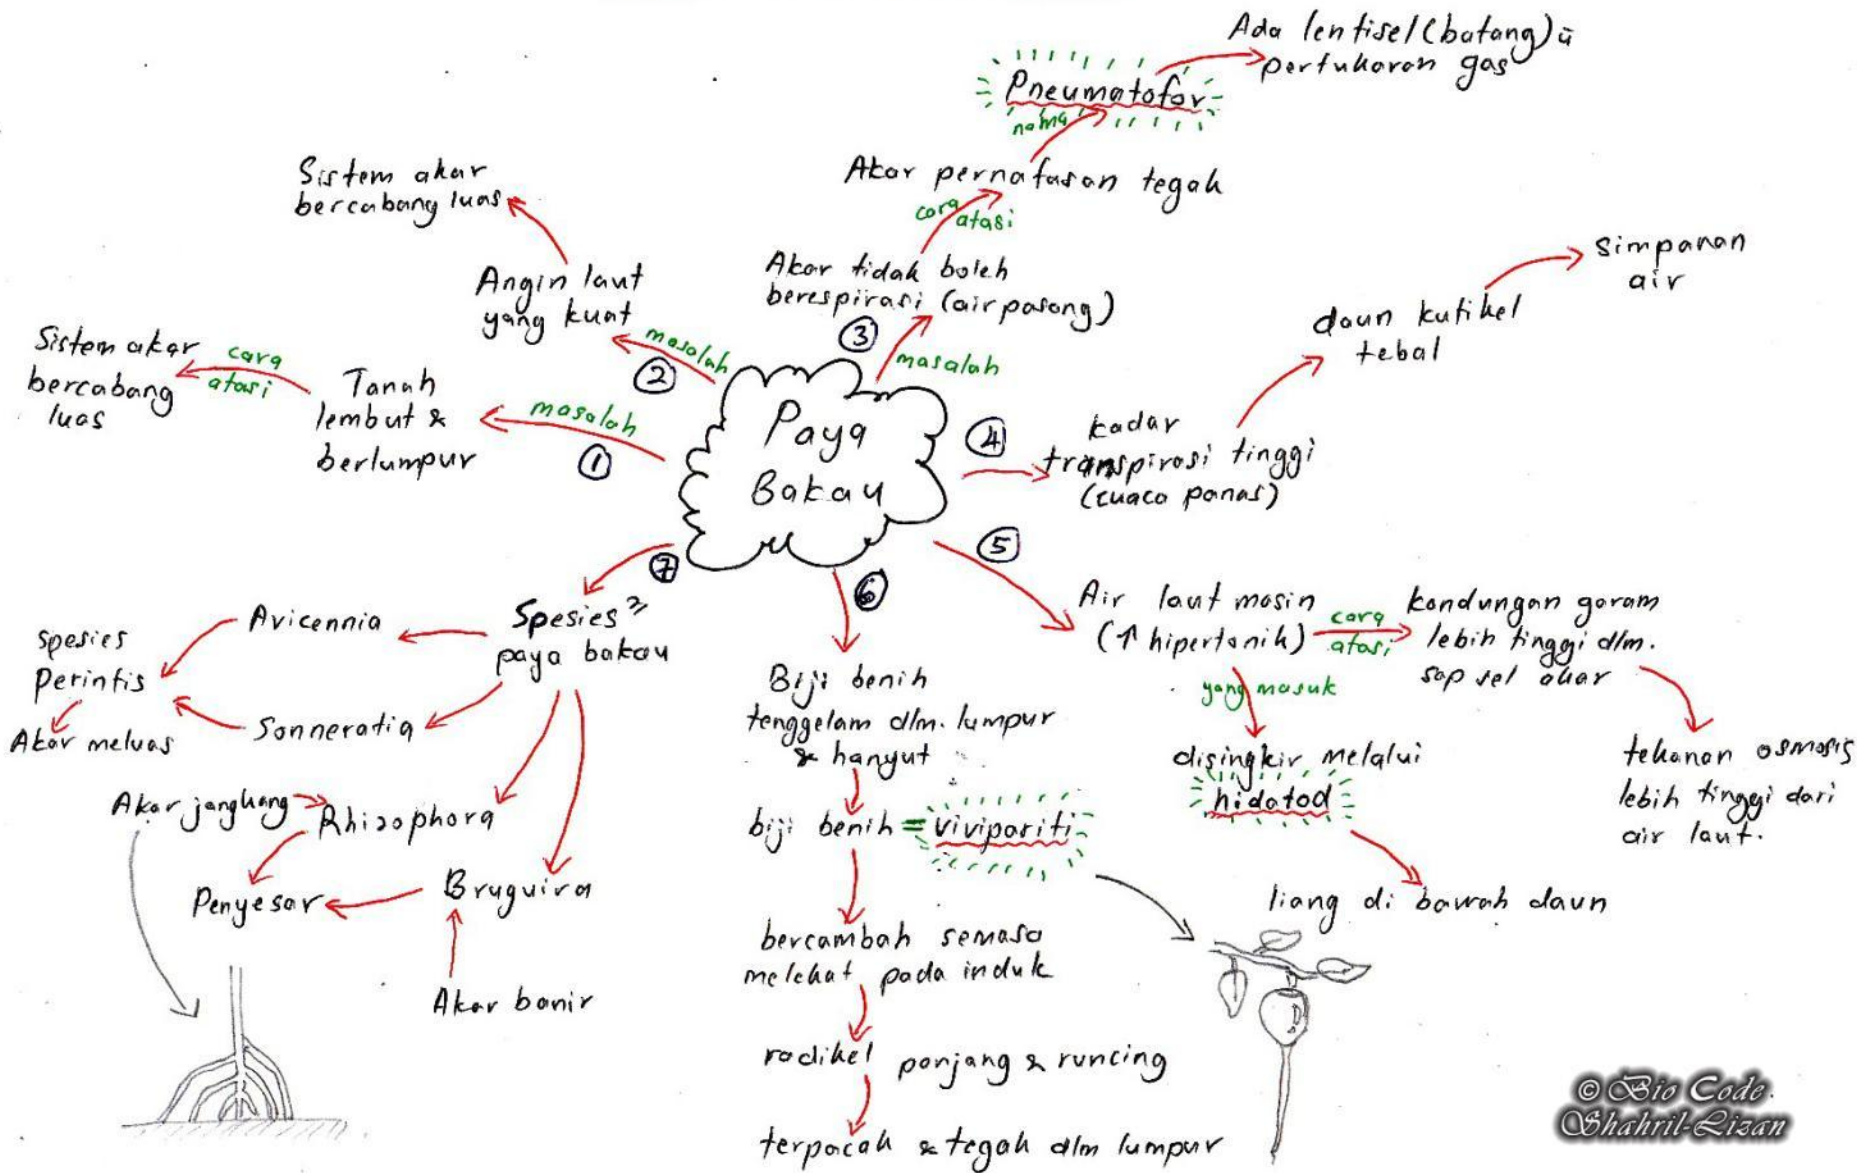 Paya
Bakau
①
masalah
Tanah
lembut &
berlumpur
cara
atasi
Sistem akar
bercabang
luas
②
masalah
Angin laut
yang kuat
Sistem akar
bercabang luas
③
masalah
Akar tidak boleh
berespirasi (air pasang)
cara
atasi
Akar pernafasan tegak
nama
Pneumatofor
Ada lentisel (batang) ü
pertukaran gas
④
kadar
transpirasi tinggi
(cuaca panas)
daun kutikel
tebal
simpanan
air
⑤
Air laut masin
(↑ hipertonik)
cara
atasi
kandungan garam
lebih tinggi dlm.
sap sel akar
tekanan osmosis
lebih tinggi dari
air laut.
yang masuk
disingkir melalui
hidatod
liang di bawah daun
⑥
Biji benih
tenggelam dlm. lumpur
& hanyut
biji benih = vivipariti
bercambah semasa
melekat pada induk
radikel panjang & runcing
terpacak & tegak dlm lumpur
⑦
Spesies²
paya bakau
Avicennia
Sonneratia
spesies
perintis
Akar meluas
Rhizophora
Akar jangkang
Bruguira
Akar banir
Penyesar
© Bio Code
Shahril-Lizan